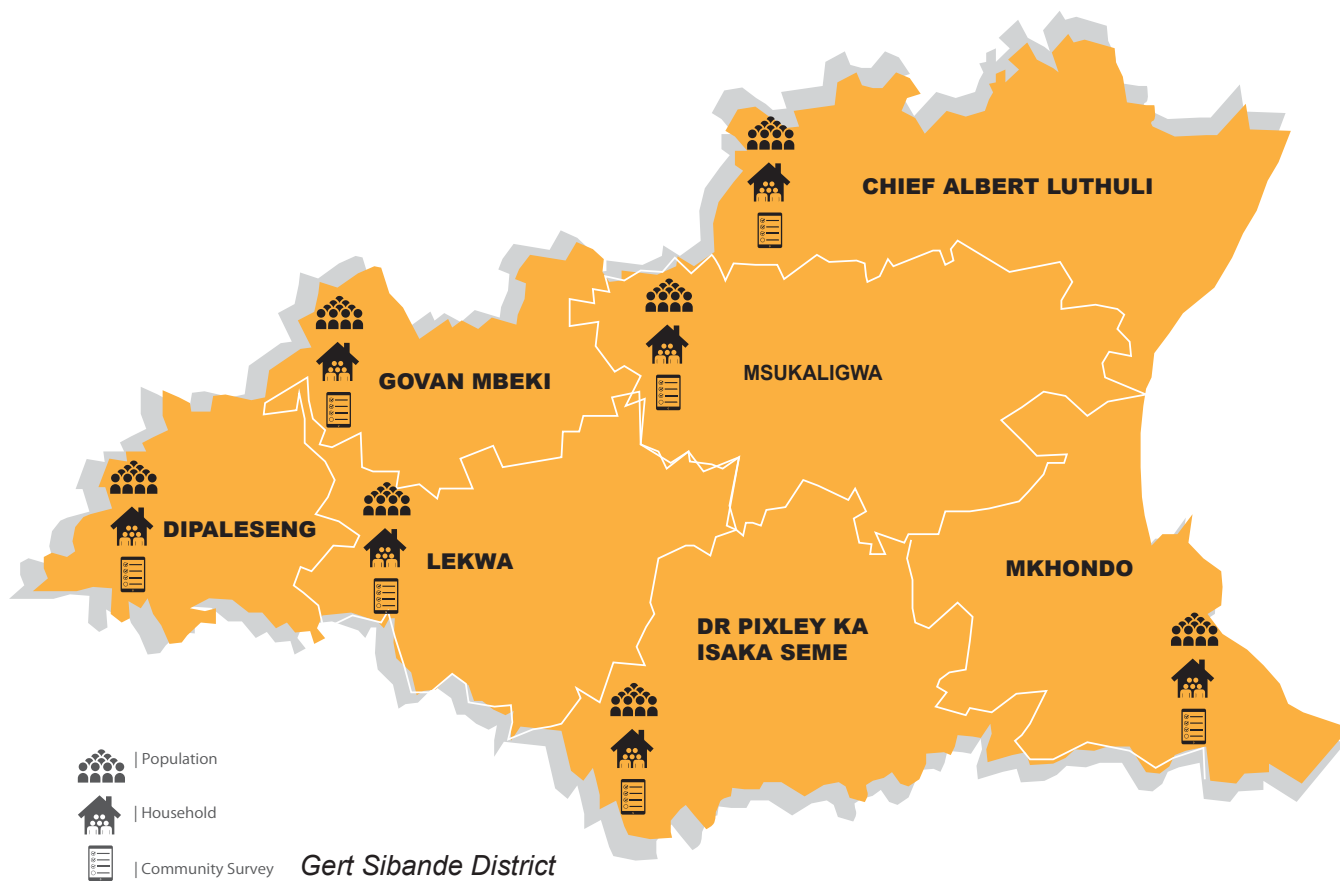 CHIEF ALBERT LUTHULI
MSUKALIGWA
GOVAN MBEKI
DIPALESENG
LEKWA
MKHONDO
DR PIXLEY KA
ISAKA SEME
| Population
| Household
| Community Survey
Gert Sibande District